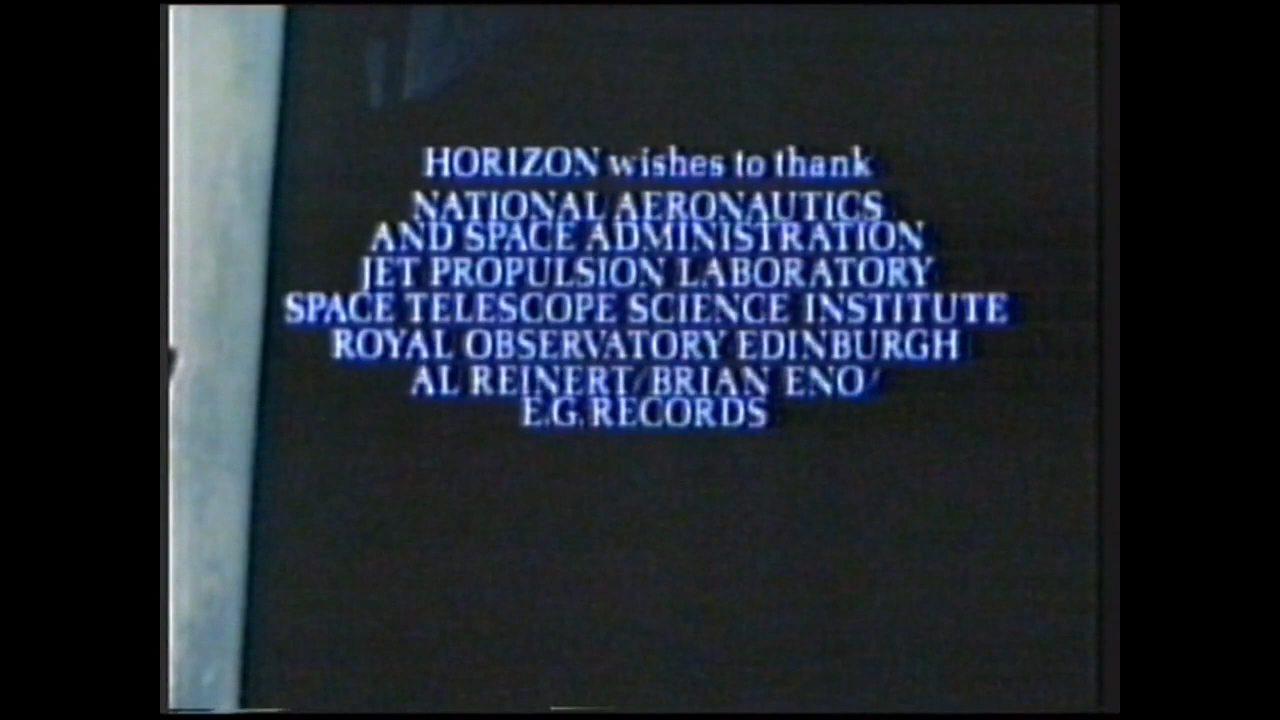 HORIZON wishes to thank
NATIONAL AERONAUTICS
AND SPACE ADMINISTRATION
JET PROPULSION LABORATORY
SPACE TELESCOPE SCIENCE INSTITUTE
ROYAL OBSERVATORY EDINBURGH
AL REINERT/BRIAN ENO/
E.G. RECORDS